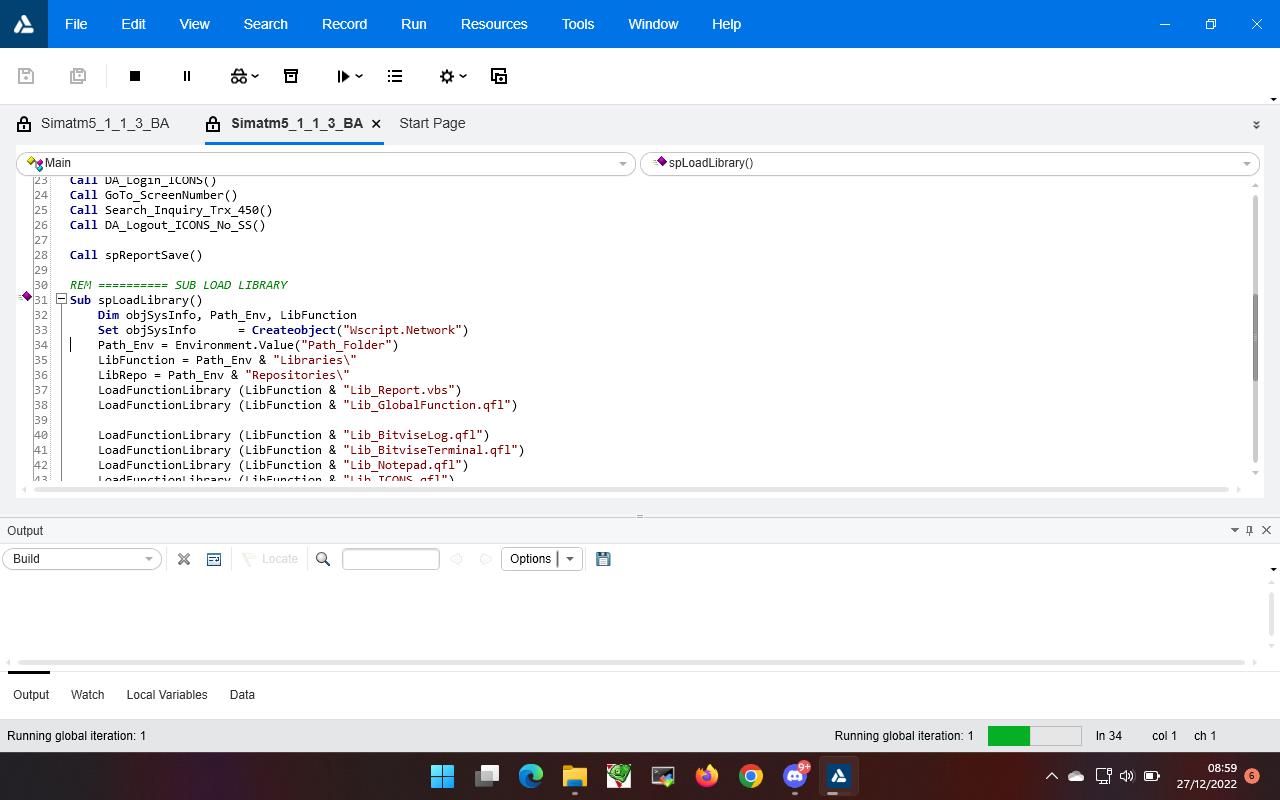 File Edit View Search Record Run Resources Tools Window Help
Simatm5_1_1_3_BA Simatm5_1_1_3_BA Start Page
Main spLoadLibrary()
23 Call DA_Login_ICONS()
24 Call GoTo_ScreenNumber()
25 Call Search_Inquiry_Trx_450()
26 Call DA_Logout_ICONS_No_SS()
27
28 Call spReportSave()
29
30 REM ========== SUB LOAD LIBRARY
31 Sub spLoadLibrary()
32 Dim objSysInfo, Path_Env, LibFunction
33 Set objSysInfo = Createobject("Wscript.Network")
34 Path_Env = Environment.Value("Path_Folder")
35 LibFunction = Path_Env & "Libraries\"
36 LibRepo = Path_Env & "Repositories\"
37 LoadFunctionLibrary (LibFunction & "Lib_Report.vbs")
38 LoadFunctionLibrary (LibFunction & "Lib_GlobalFunction.qfl")
39
40 LoadFunctionLibrary (LibFunction & "Lib_BitviseLog.qfl")
41 LoadFunctionLibrary (LibFunction & "Lib_BitviseTerminal.qfl")
42 LoadFunctionLibrary (LibFunction & "Lib_Notepad.qfl")
43 LoadFunctionLibrary (LibFunction & "Lib_ICONS.qfl")
Output
Build Locate Options
Output Watch Local Variables Data
Running global iteration: 1 Running global iteration: 1 ln 34 col 1 ch 1
9+ 08:59 6
27/12/2022